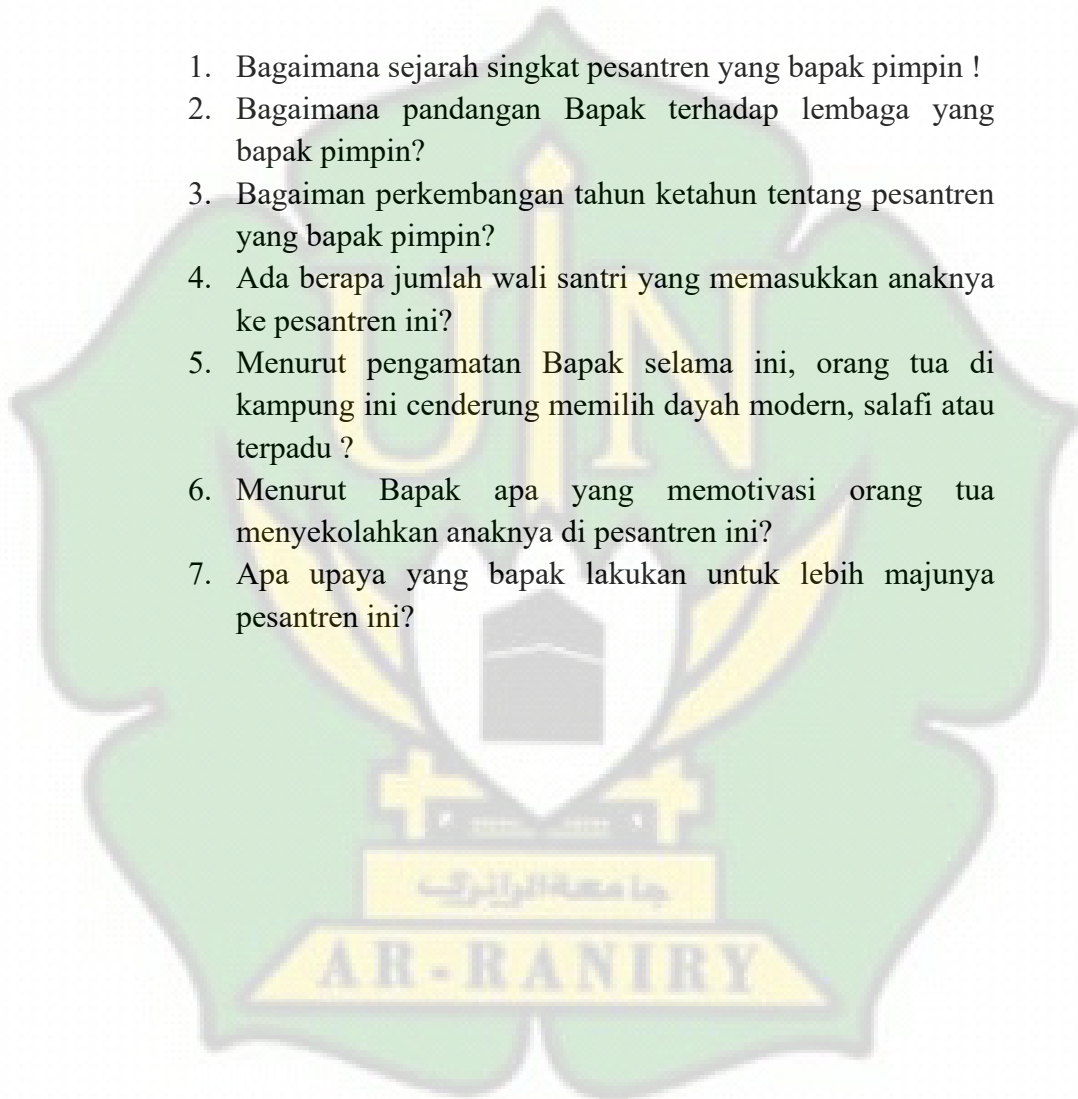 1. Bagaimana sejarah singkat pesantren yang bapak pimpin !
2. Bagaimana pandangan Bapak terhadap lembaga yang
bapak pimpin?
3. Bagaiman perkembangan tahun ketahun tentang pesantren
yang bapak pimpin?
4. Ada berapa jumlah wali santri yang memasukkan anaknya
ke pesantren ini?
5. Menurut pengamatan Bapak selama ini, orang tua di
kampung ini cenderung memilih dayah modern, salafi atau
terpadu ?
6. Menurut Bapak apa yang memotivasi orang tua
menyekolahkan anaknya di pesantren ini?
7. Apa upaya yang bapak lakukan untuk lebih majunya
pesantren ini?
UIN
جامعة الرانري
AR-RANIRY